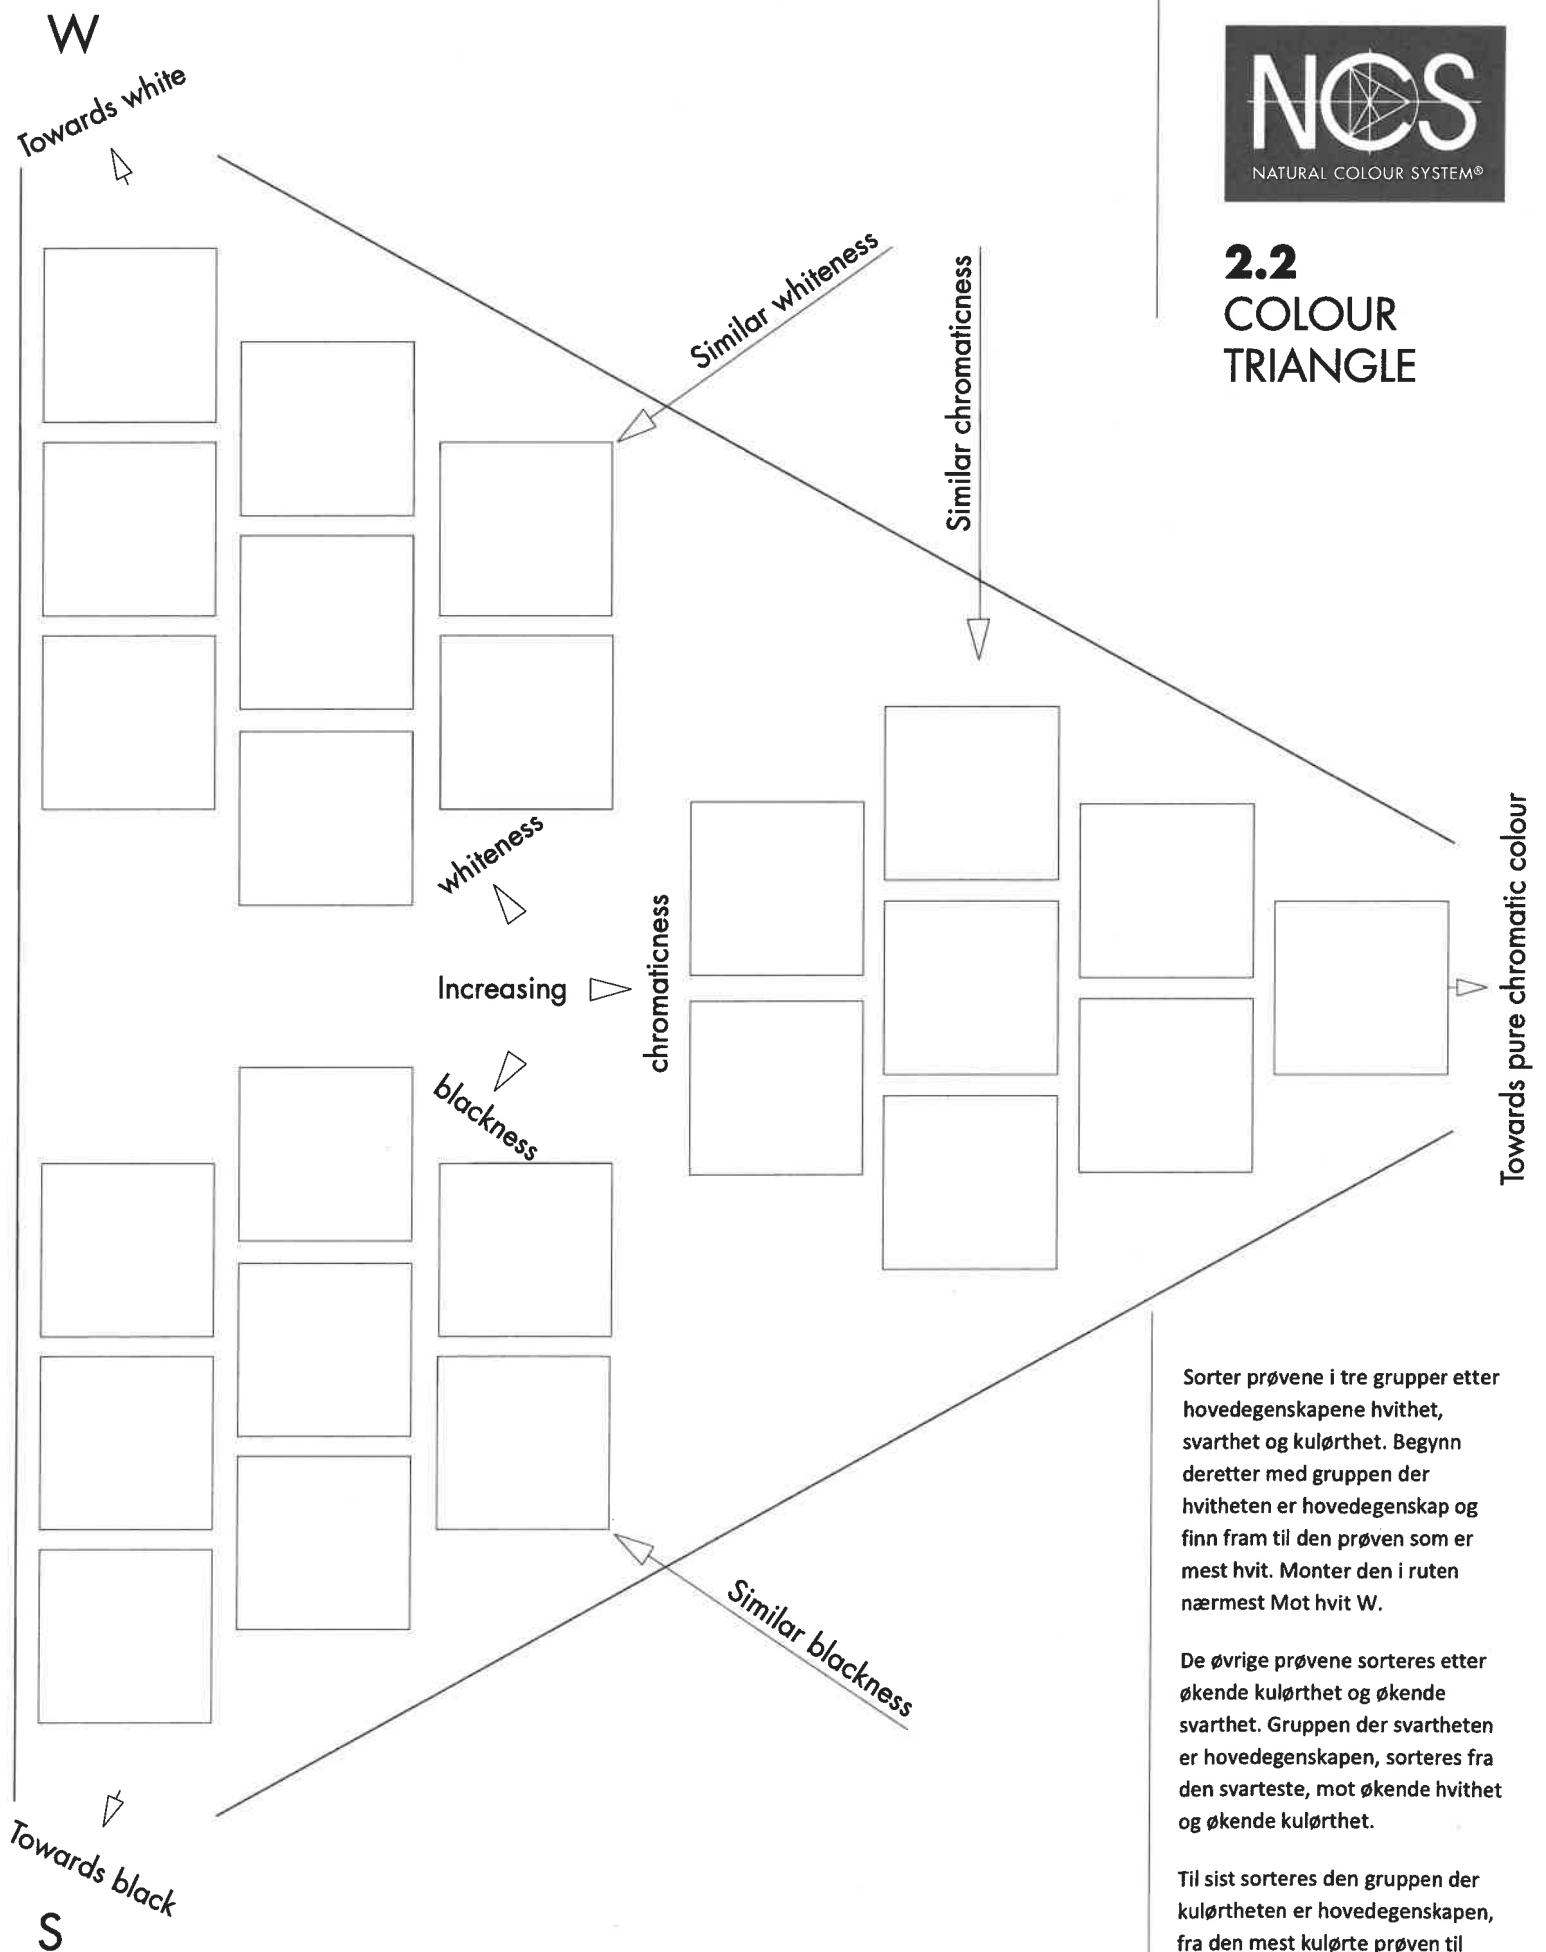 W
Towards white
NCS
NATURAL COLOUR SYSTEM®
2.2
COLOUR
TRIANGLE
Similar whiteness
Similar chromaticness
whiteness
Increasing
chromaticness
blackness
Towards pure chromatic colour
Similar blackness
Towards black
S
Sorter prøvene i tre grupper etter
hovedegenskapene hvithet,
svarthet og kulørthet. Begynn
deretter med gruppen der
hvitheten er hovedegenskap og
finn fram til den prøven som er
mest hvit. Monter den i ruten
nærmest Mot hvit W.
De øvrige prøvene sorteres etter
økende kulørthet og økende
svarthet. Gruppen der svartheten
er hovedegenskapen, sorteres fra
den svarteste, mot økende hvithet
og økende kulørthet.
Til sist sorteres den gruppen der
kulørtheten er hovedegenskapen,
fra den mest kulørte prøven til